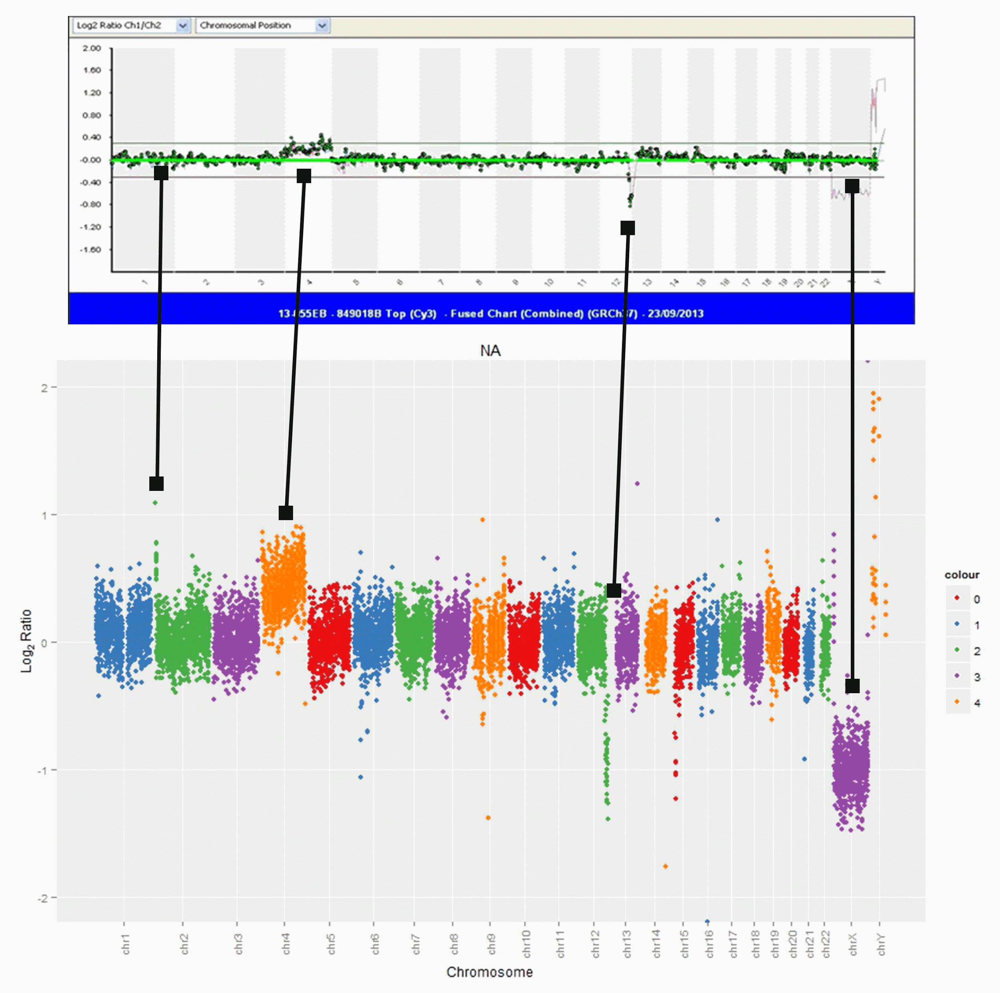 Log2 Ratio Ch1/Ch2 Chromosomal Position
2.00
1.60
1.20
0.80
0.40
-0.00
-0.40
-0.80
-1.20
-1.60
1 2 3 4 5 6 7 8 9 10 11 12 13 14 15 16 17 18 19 20 21 22 Y
849018B Top (Cy3) - Fused Chart (Combined) (GRCh37) - 23/09/2013
NA
2
1
0
-1
-2
Log2 Ratio
chr1 chr2 chr3 chr4 chr5 chr6 chr7 chr8 chr9 chr10 chr11 chr12 chr13 chr14 chr15 chr16 chr17 chr18 chr19 chr20 chr21 chr22 chrX chrY
Chromosome
colour
0
1
2
3
4